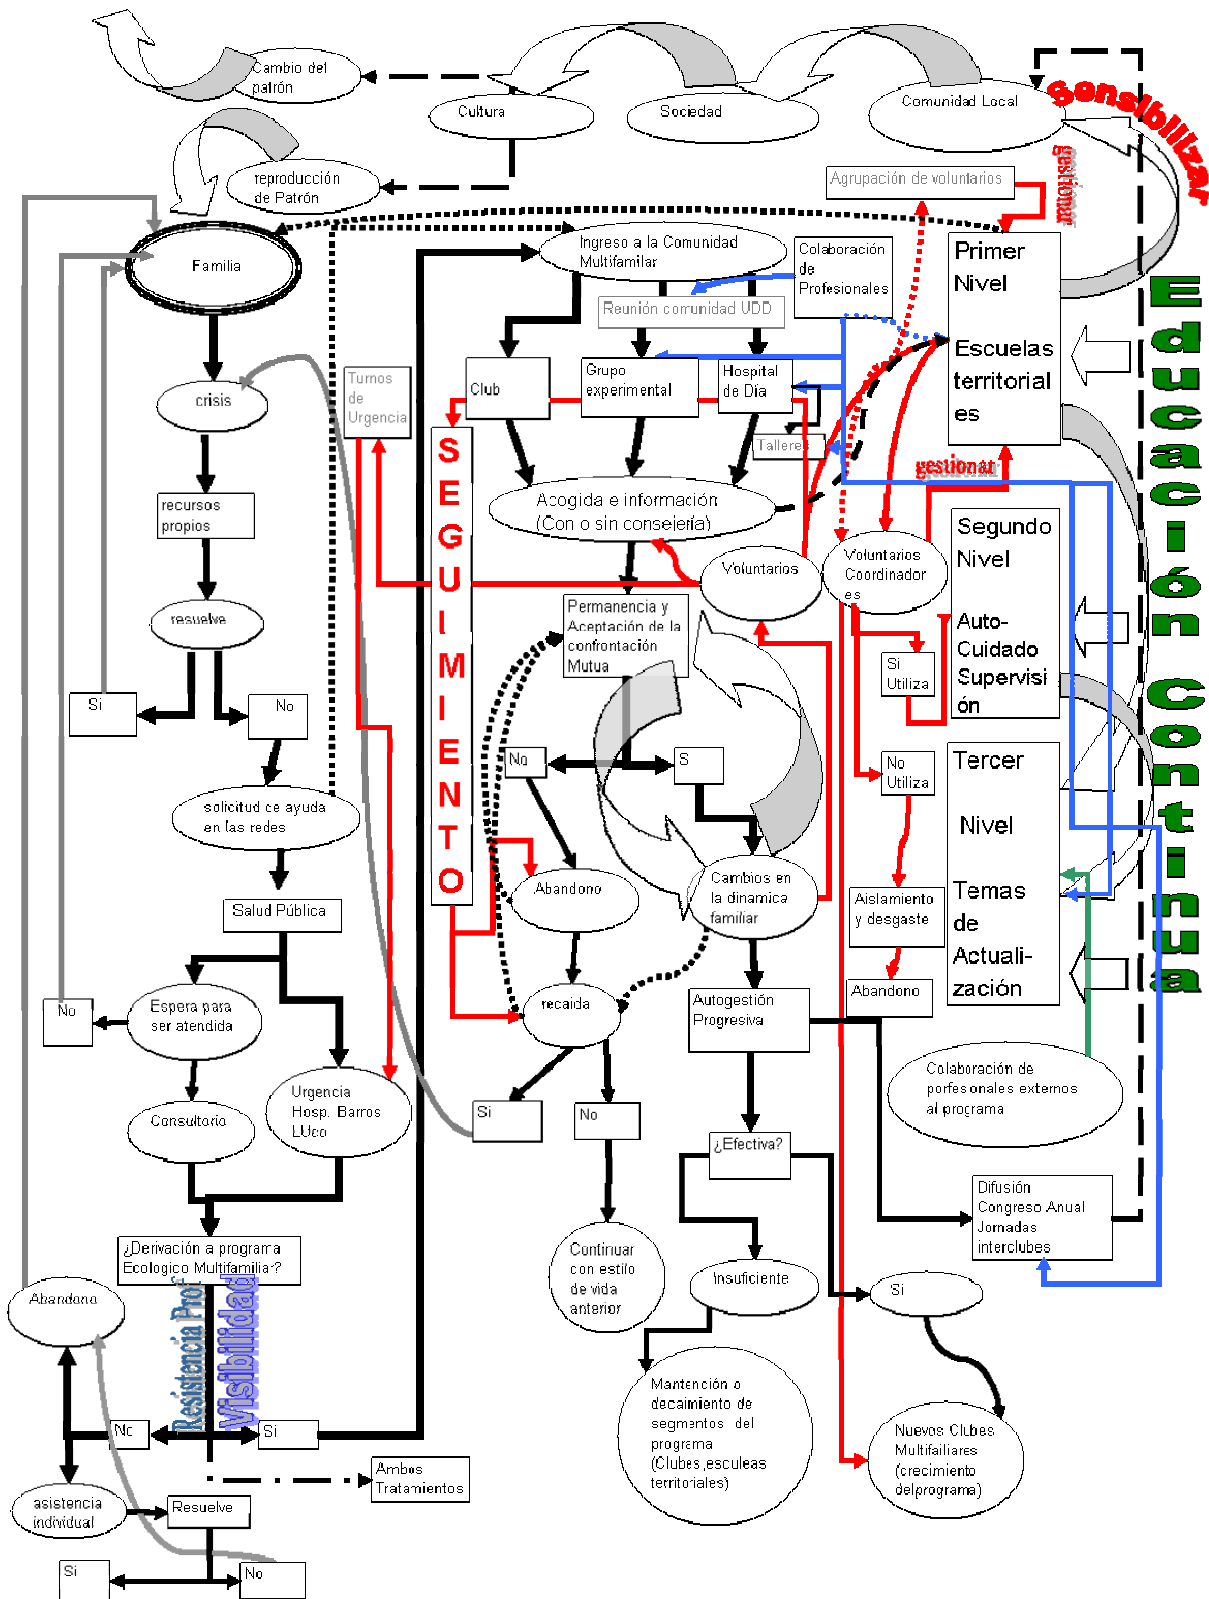 Cambio del
patrón
Cultura
Sociedad
Comunidad Local
Sensibilizar
reproducción
de Patrón
Agrupación de voluntarios
gestionar
Familia
Ingreso a la Comunidad
Multifamilar
Colaboración
de
Profesionales
Primer
Nivel
Escuelas
territorial
es
Reunión comunidad UDD
Educación Continua
crisis
Turnos
de
Urgencia
Club
Grupo
experimental
Hospital
de Día
Talleres
SEGUIMIENTO
gestionar
recursos
propios
Acogida e información
(Con o sin consejería)
Segundo
Nivel
Auto-
Cuidado
Supervisi
ón
Voluntarios
Voluntarios
Coordinador
es
resuelve
Permanencia y
Aceptación de la
confrontación
Mutua
Si
Utiliza
Si
No
No
S
No
Utiliza
Tercer
Nivel
Temas
de
Actuali-
zación
solicitud de ayuda
en las redes
Abandono
Cambios en
la dinamica
familiar
Aislamiento
y desgaste
Salud Pública
Abandono
No
Espera para
ser atendida
recaida
Autogestión
Progresiva
Colaboración de
porfesionales externos
al programa
Consultorio
Urgencia
Hosp. Barros
LUco
Si
No
¿Efectiva?
Difusión
Congreso Anual
Jornadas
interclubes
¿Derivación a programa
Ecologico Multifamiliar?
Continuar
con estilo
de vida
anterior
Insuficiente
Si
Abandono
Resistencia Prof
Visibilidad
Mantención o
decaimiento de
segmentos del
programa
(Clubes,esculeas
territoriales)
Nuevos Clubes
Multifailiares
(crecimiento
delprograma)
No
Si
Ambos
Tratamientos
asistencia
individual
Resuelve
Si
No